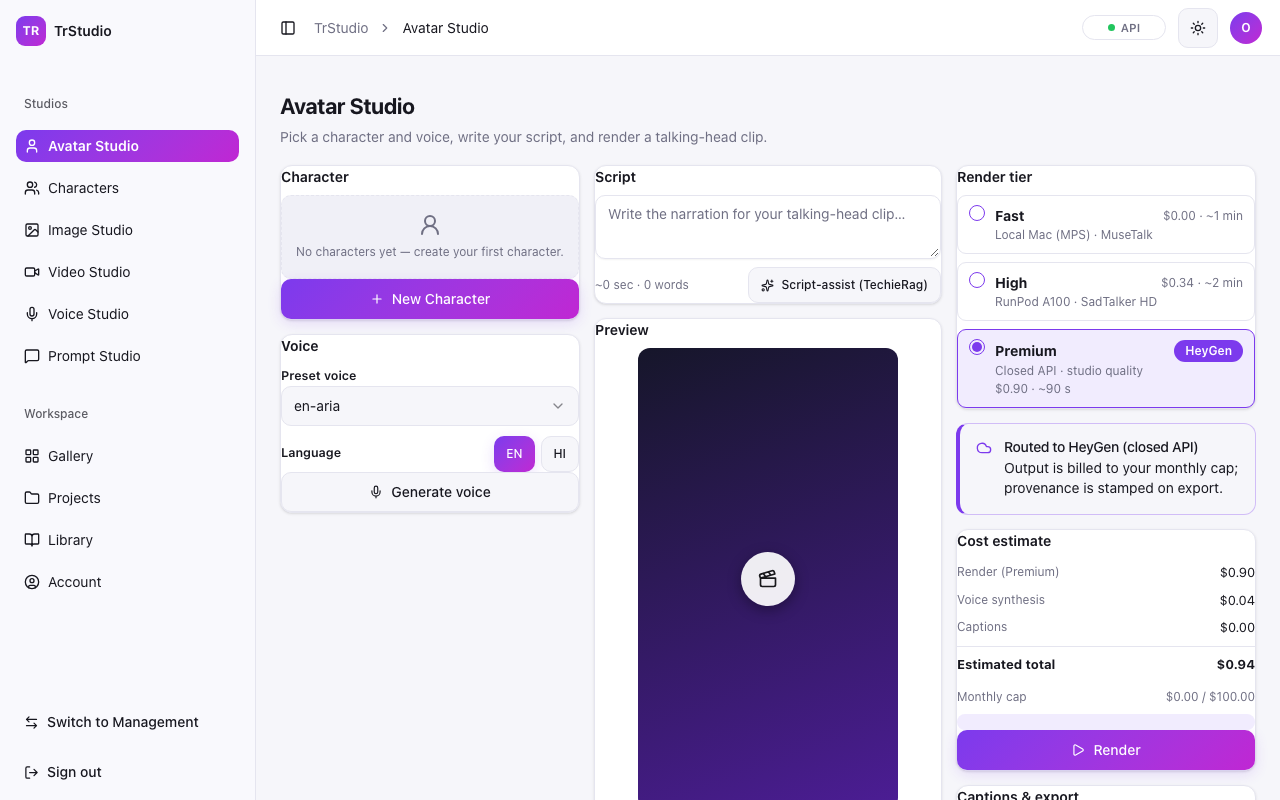 TR TrStudio
TrStudio > Avatar Studio
API
O
Studios
Avatar Studio
Characters
Image Studio
Video Studio
Voice Studio
Prompt Studio
Workspace
Gallery
Projects
Library
Account
Switch to Management
Sign out
Avatar Studio
Pick a character and voice, write your script, and render a talking-head clip.
Character
No characters yet — create your first character.
New Character
Voice
Preset voice
en-aria
Language
EN
HI
Generate voice
Script
Write the narration for your talking-head clip...
~0 sec · 0 words
Script-assist (TechieRag)
Preview
Render tier
Fast
$0.00 · ~1 min
Local Mac (MPS) · MuseTalk
High
$0.34 · ~2 min
RunPod A100 · SadTalker HD
Premium
HeyGen
Closed API · studio quality
$0.90 · ~90 s
Routed to HeyGen (closed API)
Output is billed to your monthly cap;
provenance is stamped on export.
Cost estimate
Render (Premium) $0.90
Voice synthesis $0.04
Captions $0.00
Estimated total $0.94
Monthly cap $0.00 / $100.00
Render
Captions & export